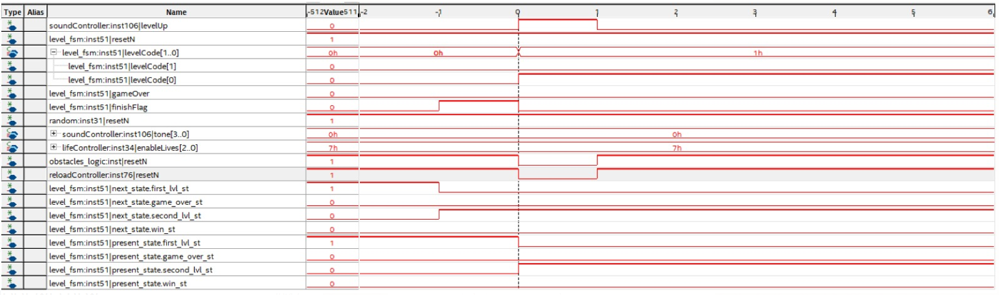 Type Alias Name -512Value511 -2 -1 0 1 2 3 4 5 6
soundController:inst106|levelUp 0
level_fsm:inst51|resetN 1
level_fsm:inst51|levelCode[1..0] 0h 0h 1h
level_fsm:inst51|levelCode[1] 0
level_fsm:inst51|levelCode[0] 0
level_fsm:inst51|gameOver 0
level_fsm:inst51|finishFlag 0
random:inst31|resetN 1
soundController:inst106|tone[3..0] 0h 0h
lifeController:inst34|enableLives[2..0] 7h 7h
obstacles_logic:inst|resetN 1
reloadController:inst76|resetN 1
level_fsm:inst51|next_state.first_lvl_st 1
level_fsm:inst51|next_state.game_over_st 0
level_fsm:inst51|next_state.second_lvl_st 0
level_fsm:inst51|next_state.win_st 0
level_fsm:inst51|present_state.first_lvl_st 1
level_fsm:inst51|present_state.game_over_st 0
level_fsm:inst51|present_state.second_lvl_st 0
level_fsm:inst51|present_state.win_st 0